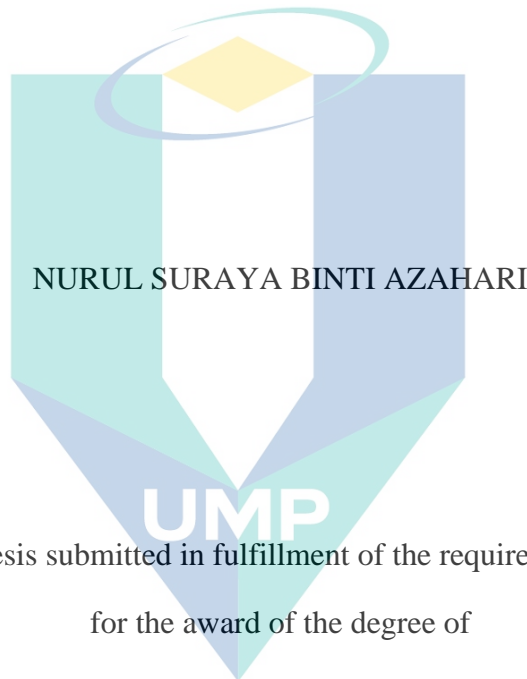 NURUL SURAYA BINTI AZAHARI
UMP
esis submitted in fulfillment of the require
for the award of the degree of